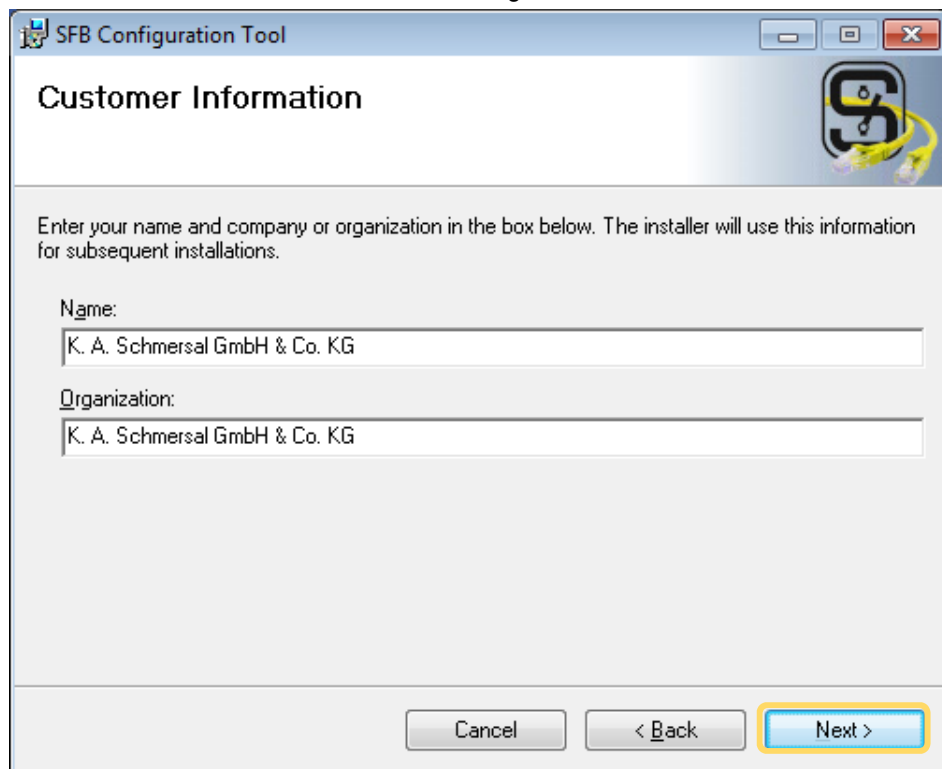 SFB Configuration Tool
Customer Information
Enter your name and company or organization in the box below. The installer will use this information
for subsequent installations.
Name:
K. A. Schmersal GmbH & Co. KG
Organization:
K. A. Schmersal GmbH & Co. KG
Cancel
< Back
Next >